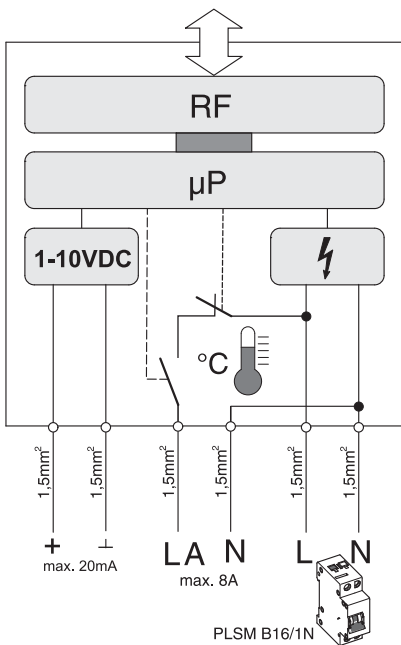 RF
µP
1-10VDC
°C
1,5mm²
1,5mm²
1,5mm²
1,5mm²
1,5mm²
1,5mm²
+ ⊥ LA N L N
max. 20mA
max. 8A
PLSM B16/1N